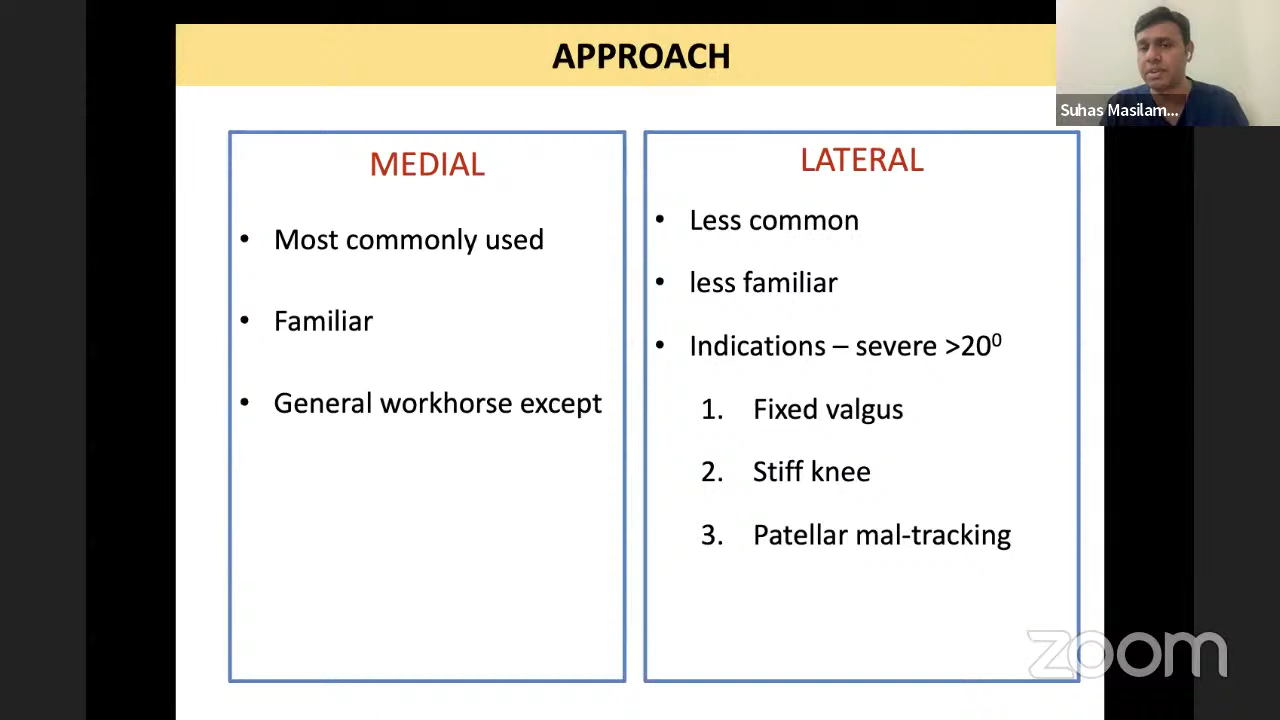 APPROACH
Suhas Masilam...
MEDIAL
• Most commonly used
• Familiar
• General workhorse except
LATERAL
• Less common
• less familiar
• Indications – severe >20⁰
1. Fixed valgus
2. Stiff knee
3. Patellar mal-tracking
zoom